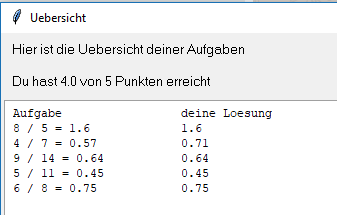 Uebersicht
Hier ist die Uebersicht deiner Aufgaben
Du hast 4.0 von 5 Punkten erreicht
Aufgabe deine Loesung
8 / 5 = 1.6 1.6
4 / 7 = 0.57 0.71
9 / 14 = 0.64 0.64
5 / 11 = 0.45 0.45
6 / 8 = 0.75 0.75